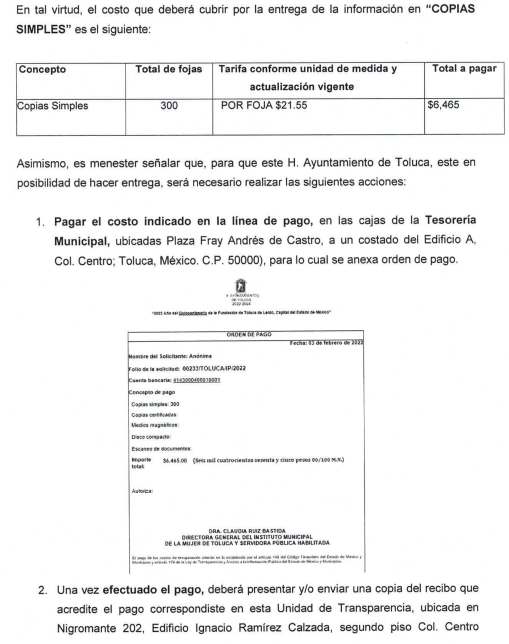 En tal virtud, el costo que deberá cubrir por la entrega de la información en “COPIAS
SIMPLES” es el siguiente:
Concepto Total de fojas Tarifa conforme unidad de medida y actualización vigente Total a pagar
Copias Simples 300 POR FOJA $21.55 $6,465
Asimismo, es menester señalar que, para que este H. Ayuntamiento de Toluca, este en
posibilidad de hacer entrega, será necesario realizar las siguientes acciones:
1. Pagar el costo indicado en la línea de pago, en las cajas de la Tesorería
Municipal, ubicadas Plaza Fray Andrés de Castro, a un costado del Edificio A,
Col. Centro; Toluca, México. C.P. 50000), para lo cual se anexa orden de pago.
AYUNTAMIENTO
DE TOLUCA
2022-2024
"2022 Año del Quincentenario de la Fundación de Toluca de Lerdo, Capital del Estado de México"
ORDEN DE PAGO
Fecha: 03 de febrero de 2022
Nombre del Solicitante: Anónima
Folio de la solicitud: 00233/TOLUCA/IP/2022
Cuenta bancaria:
Concepto de pago
Copias simples: 300
Copias certificadas:
Medios magnéticos:
Disco compacto:
Escaneo de documentos:
Importe total: $6,465.00 (Seis mil cuatrocientos sesenta y cinco pesos 00/100 M.N.)
Autoriza:
DRA. CLAUDIA RUIZ BASTIDA
DIRECTORA GENERAL DEL INSTITUTO MUNICIPAL
DE LA MUJER DE TOLUCA Y SERVIDORA PÚBLICA HABILITADA
El pago de los costos de recuperación atiende en lo establecido por el artículo 148 del Código Financiero del Estado de México y
Municipios y artículo 174 de la Ley de Transparencia y Acceso a la Información Pública del Estado de México y Municipios.
2. Una vez efectuado el pago, deberá presentar y/o enviar una copia del recibo que
acredite el pago correspondiste en esta Unidad de Transparencia, ubicada en
Nigromante 202, Edificio Ignacio Ramírez Calzada, segundo piso Col. Centro